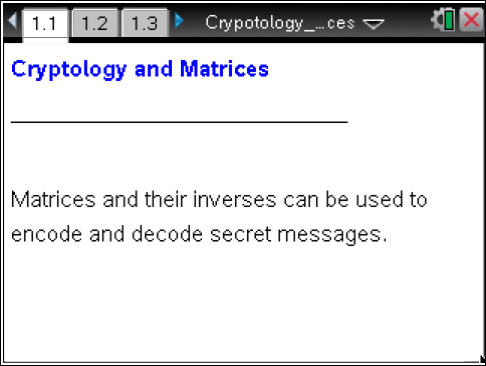 1.1 1.2 1.3 Crypotology_...ces
Cryptology and Matrices
Matrices and their inverses can be used to
encode and decode secret messages.